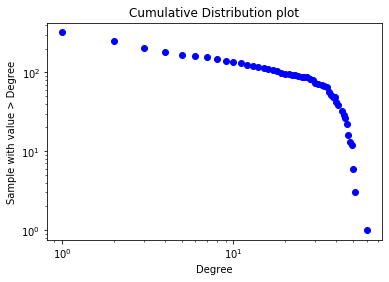 Cumulative Distribution plot
Sample with value > Degree
10²
10¹
10⁰
10⁰
10¹
Degree